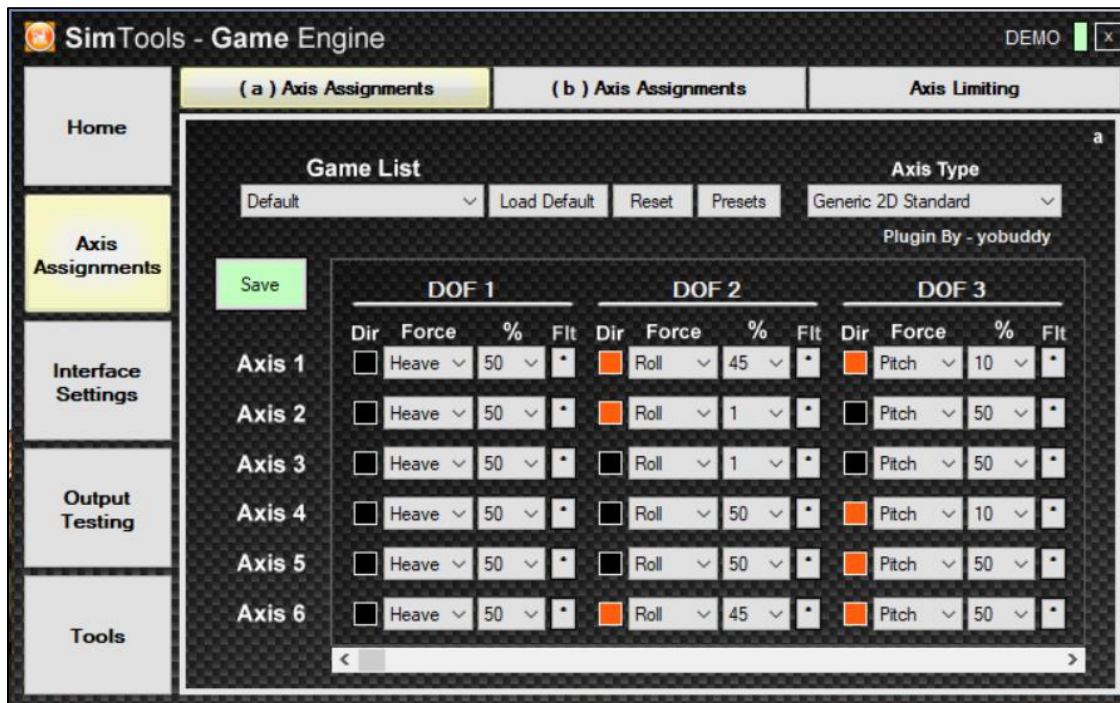 SimTools - Game Engine
DEMO
x
( a ) Axis Assignments
( b ) Axis Assignments
Axis Limiting
Home
Axis
Assignments
Interface
Settings
Output
Testing
Tools
a
Game List
Axis Type
Default
Load Default
Reset
Presets
Generic 2D Standard
Plugin By - yobuddy
Save
DOF 1
DOF 2
DOF 3
Dir Force % Flt Dir Force % Flt Dir Force % Flt
Axis 1 Heave 50 * Roll 45 * Pitch 10 *
Axis 2 Heave 50 * Roll 1 * Pitch 50 *
Axis 3 Heave 50 * Roll 1 * Pitch 50 *
Axis 4 Heave 50 * Roll 50 * Pitch 10 *
Axis 5 Heave 50 * Roll 50 * Pitch 50 *
Axis 6 Heave 50 * Roll 45 * Pitch 50 *